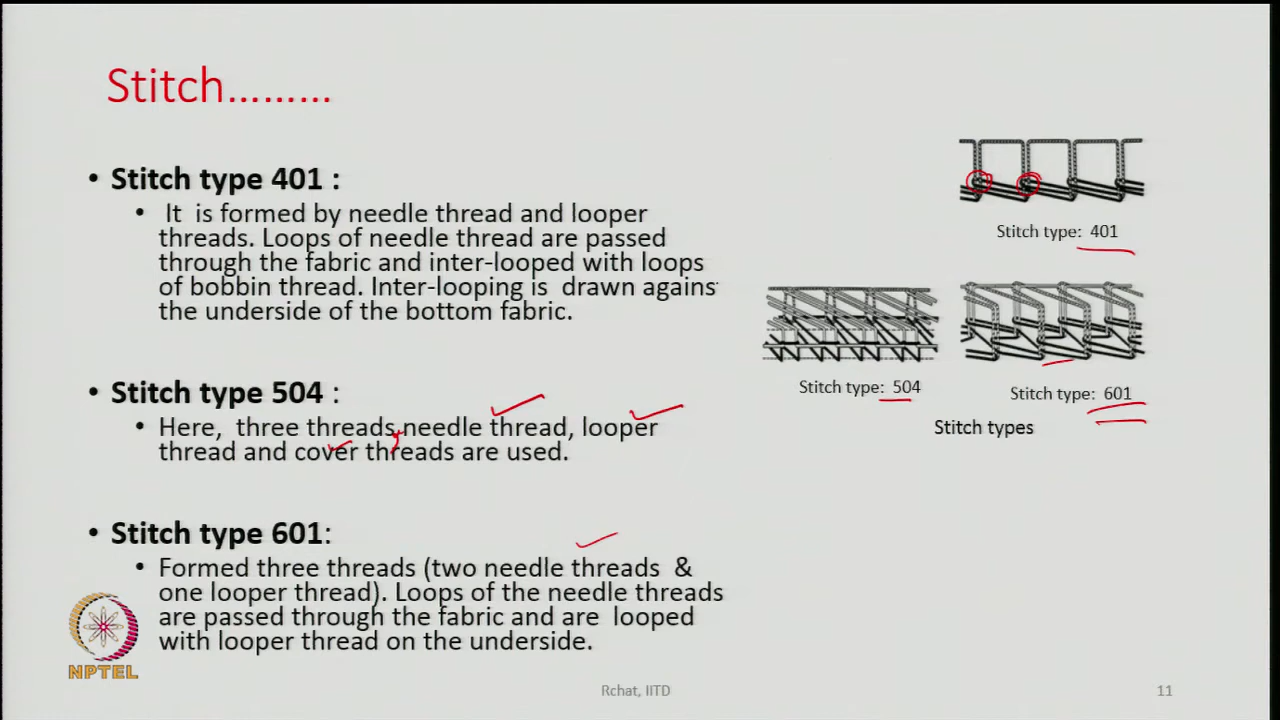 Stitch………
• Stitch type 401 :
• It is formed by needle thread and looper
threads. Loops of needle thread are passed
through the fabric and inter-looped with loops
of bobbin thread. Inter-looping is drawn agains
the underside of the bottom fabric.
• Stitch type 504 :
• Here, three threads,needle thread, looper
thread and cover threads are used.
• Stitch type 601:
• Formed three threads (two needle threads &
one looper thread). Loops of the needle threads
are passed through the fabric and are looped
with looper thread on the underside.
Stitch type: 401
Stitch type: 504
Stitch type: 601
Stitch types
NPTEL
Rchat, IITD
11